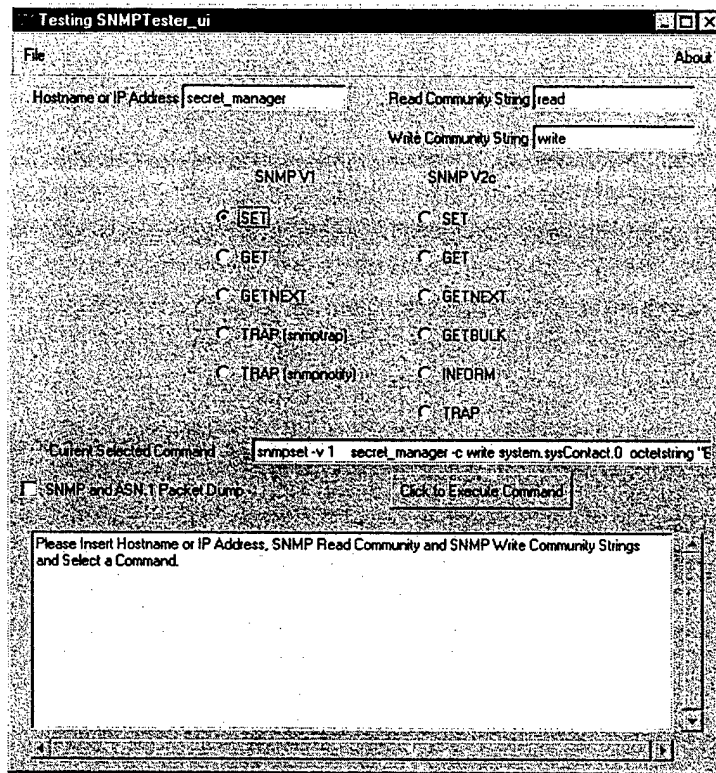 Testing SNMPTester_ui
File About
Hostname or IP Address secret_manager Read Community String read
Write Community String write
SNMP V1 SNMP V2c
SET SET
GET GET
GETNEXT GETNEXT
TRAP (snmptrap) GETBULK
TRAP (snmpnotify) INFORM
TRAP
Current Selected Command snmpset -v 1 secret_manager -c write system.sysContact.0 octetstring "E
SNMP and ASN.1 Packet Dump Click to Execute Command
Please Insert Hostname or IP Address, SNMP Read Community and SNMP Write Community Strings
and Select a Command.